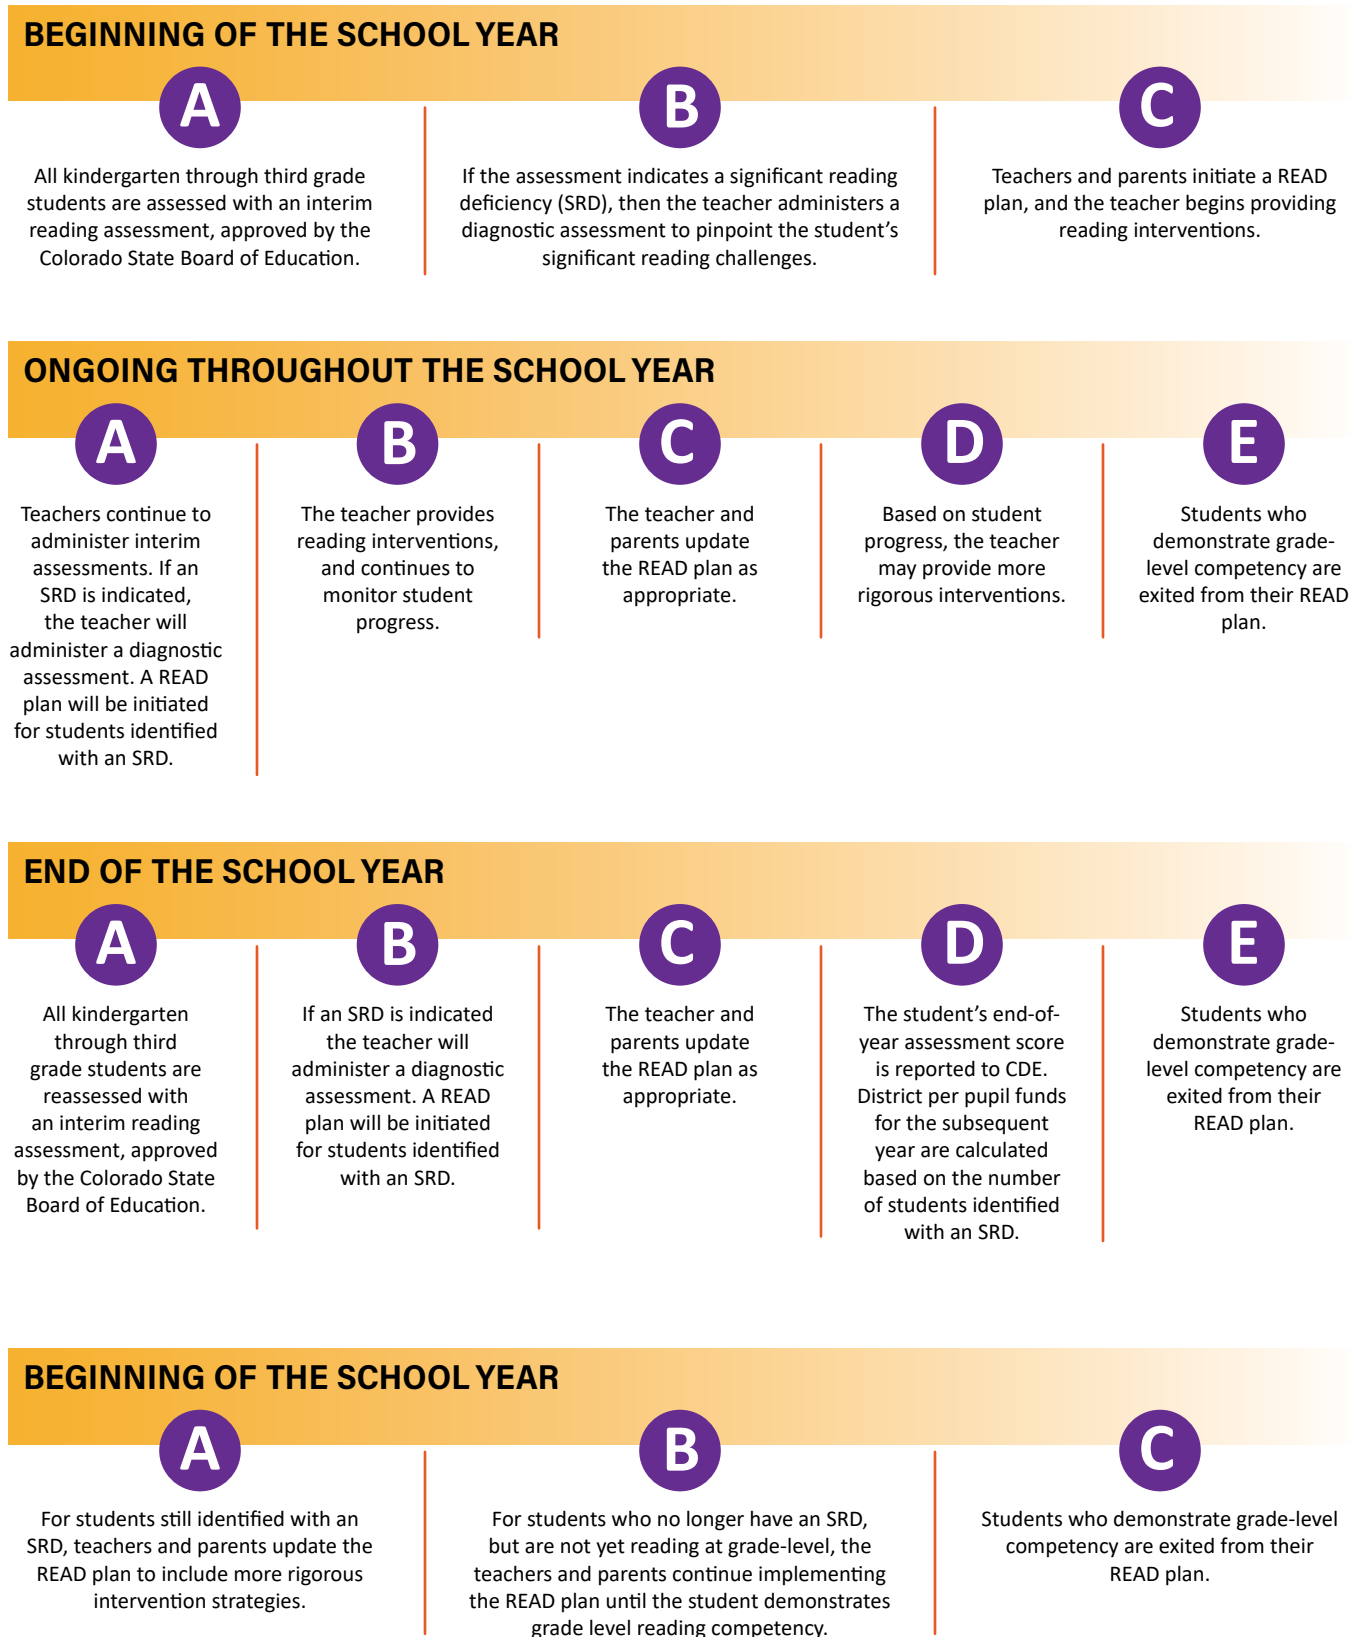 BEGINNING OF THE SCHOOL YEAR
A
All kindergarten through third grade
students are assessed with an interim
reading assessment, approved by the
Colorado State Board of Education.
B
If the assessment indicates a significant reading
deficiency (SRD), then the teacher administers a
diagnostic assessment to pinpoint the student’s
significant reading challenges.
C
Teachers and parents initiate a READ
plan, and the teacher begins providing
reading interventions.
ONGOING THROUGHOUT THE SCHOOL YEAR
A
Teachers continue to
administer interim
assessments. If an
SRD is indicated,
the teacher will
administer a diagnostic
assessment. A READ
plan will be initiated
for students identified
with an SRD.
B
The teacher provides
reading interventions,
and continues to
monitor student
progress.
C
The teacher and
parents update
the READ plan as
appropriate.
D
Based on student
progress, the teacher
may provide more
rigorous interventions.
E
Students who
demonstrate grade-
level competency are
exited from their READ
plan.
END OF THE SCHOOL YEAR
A
All kindergarten
through third
grade students are
reassessed with
an interim reading
assessment, approved
by the Colorado State
Board of Education.
B
If an SRD is indicated
the teacher will
administer a diagnostic
assessment. A READ
plan will be initiated
for students identified
with an SRD.
C
The teacher and
parents update
the READ plan as
appropriate.
D
The student’s end-of-
year assessment score
is reported to CDE.
District per pupil funds
for the subsequent
year are calculated
based on the number
of students identified
with an SRD.
E
Students who
demonstrate grade-
level competency are
exited from their
READ plan.
BEGINNING OF THE SCHOOL YEAR
A
For students still identified with an
SRD, teachers and parents update the
READ plan to include more rigorous
intervention strategies.
B
For students who no longer have an SRD,
but are not yet reading at grade-level, the
teachers and parents continue implementing
the READ plan until the student demonstrates
grade level reading competency.
C
Students who demonstrate grade-level
competency are exited from their
READ plan.